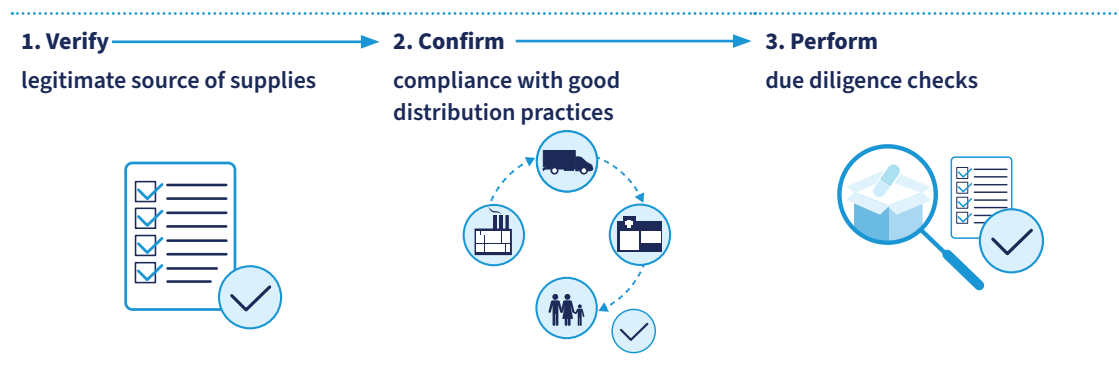 1. Verify
legitimate source of supplies
2. Confirm
compliance with good
distribution practices
3. Perform
due diligence checks